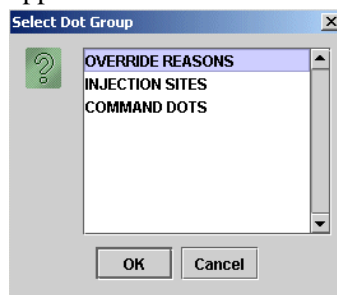 Select Dot Group
OVERRIDE REASONS
INJECTION SITES
COMMAND DOTS
OK
Cancel